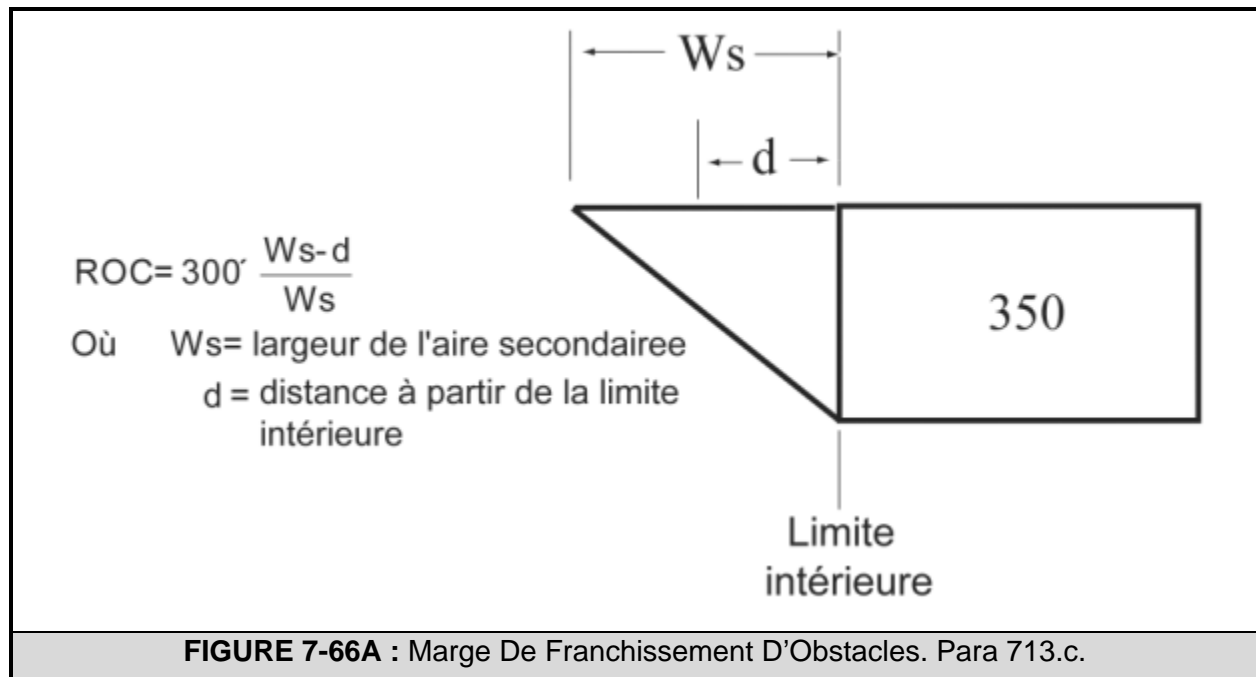 Ws
d
ROC= 300´ Ws-d
Ws
350
Où Ws= largeur de l'aire secondairee
d = distance à partir de la limite
intérieure
Limite
intérieure
FIGURE 7-66A : Marge De Franchissement D’Obstacles. Para 713.c.